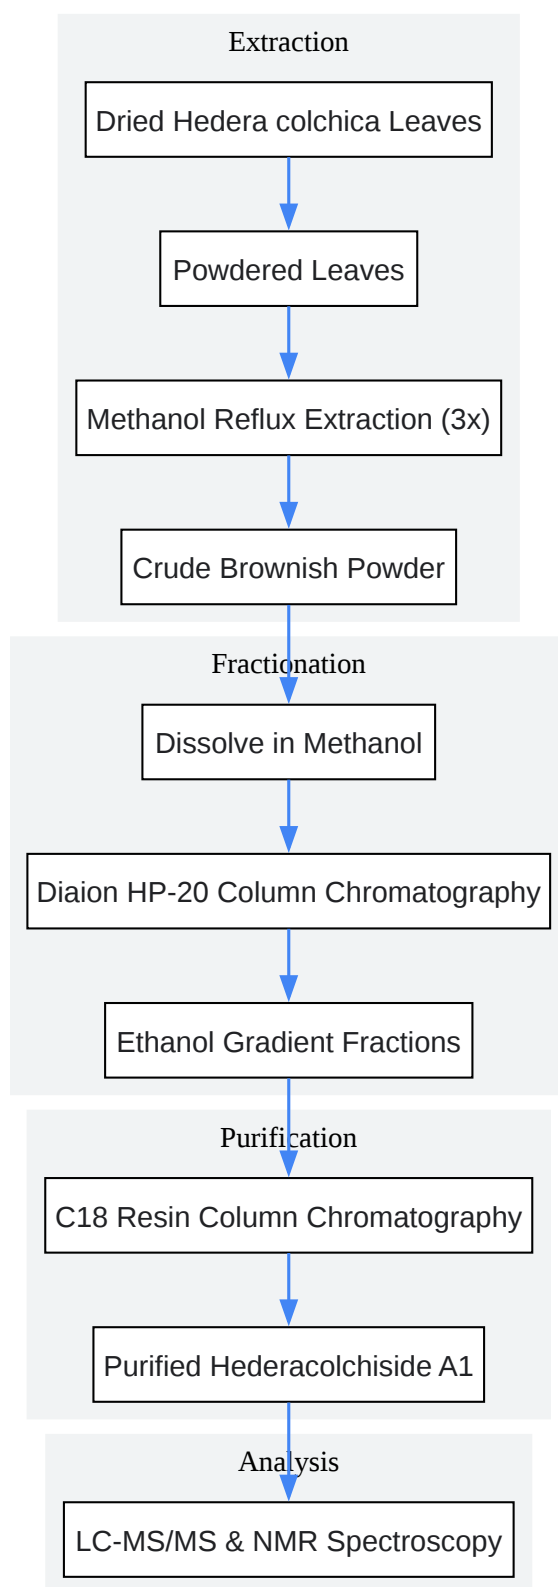 Extraction
Dried Hedera colchica Leaves
Powdered Leaves
Methanol Reflux Extraction (3x)
Crude Brownish Powder
Fractionation
Dissolve in Methanol
Diaion HP-20 Column Chromatography
Ethanol Gradient Fractions
Purification
C18 Resin Column Chromatography
Purified Hederacolchiside A1
Analysis
LC-MS/MS & NMR Spectroscopy